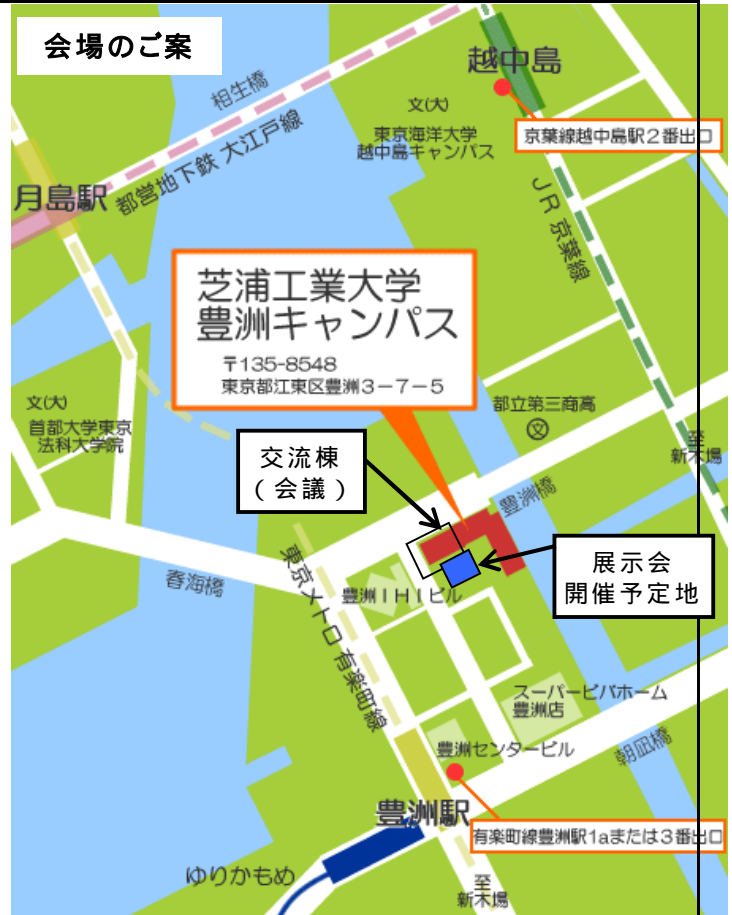 会場のご案
越中島
相生橋
文(大)
東京海洋大学
越中島キャンパス
京葉線越中島駅2番出口
都営地下鉄 大江戸線
月島駅
JR 京葉線
芝浦工業大学
豊洲キャンパス
〒135-8548
東京都江東区豊洲3-7-5
文(大)
首都大学東京
法科大学院
都立第三商高
文
至
新木場
交流棟
(会議)
豊洲橋
展示会
開催予定地
春海橋
東京メトロ 有楽町線
豊洲IHIビル
スーパービバホーム
豊洲店
豊洲センタービル
朝凪橋
豊洲駅
有楽町線豊洲駅1aまたは3番出口
ゆりかもめ
至
新木場